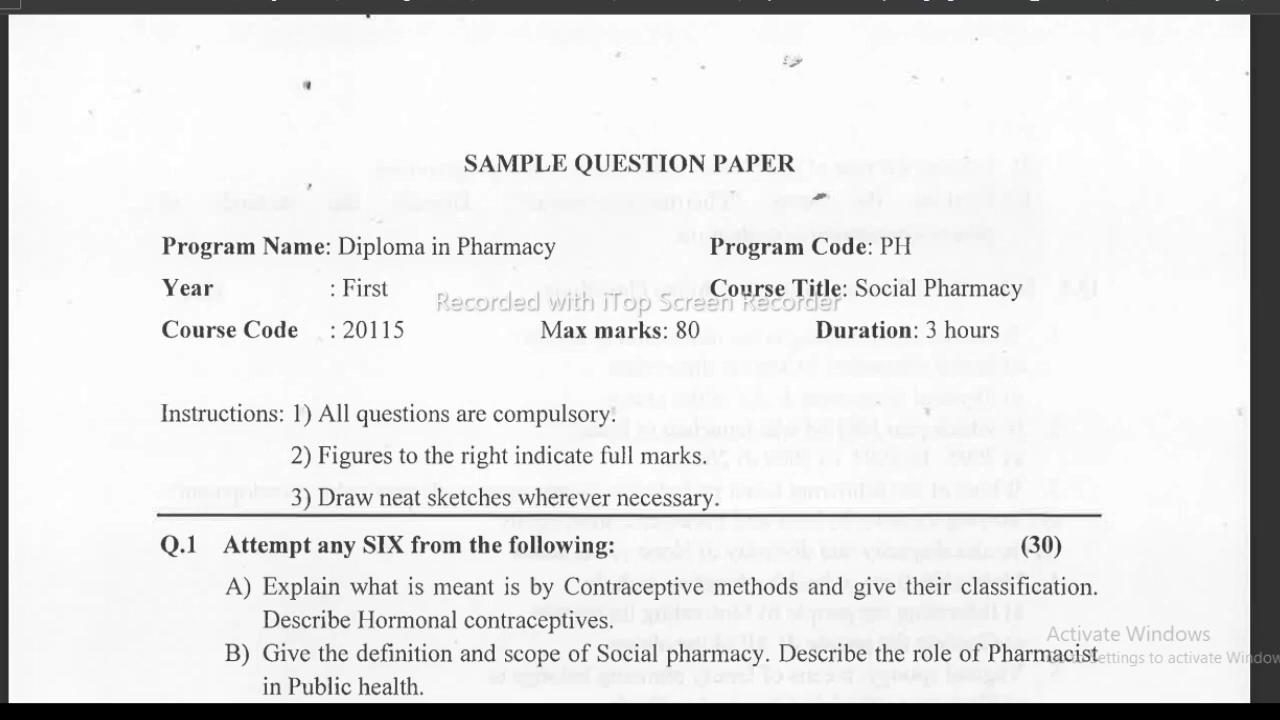 SAMPLE QUESTION PAPER
Program Name: Diploma in Pharmacy Program Code: PH
Year : First Course Title: Social Pharmacy
Recorded with iTop Screen Recorder
Course Code : 20115 Max marks: 80 Duration: 3 hours
Instructions: 1) All questions are compulsory.
2) Figures to the right indicate full marks.
3) Draw neat sketches wherever necessary.
Q.1 Attempt any SIX from the following: (30)
A) Explain what is meant is by Contraceptive methods and give their classification.
Describe Hormonal contraceptives.
Activate Windows
B) Give the definition and scope of Social pharmacy. Describe the role of Pharmacist
Settings to activate Window
in Public health.